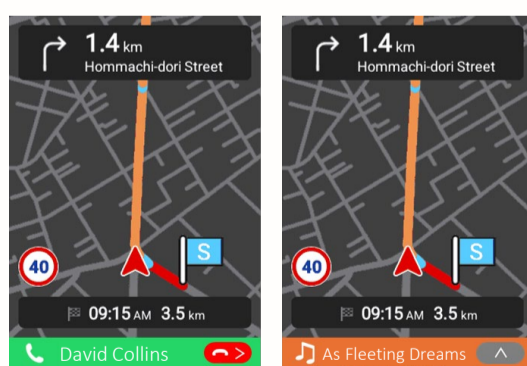 1.4 km
Hommachi-dori Street
S
40
09:15 AM 3.5 km
David Collins
1.4 km
Hommachi-dori Street
S
40
09:15 AM 3.5 km
As Fleeting Dreams